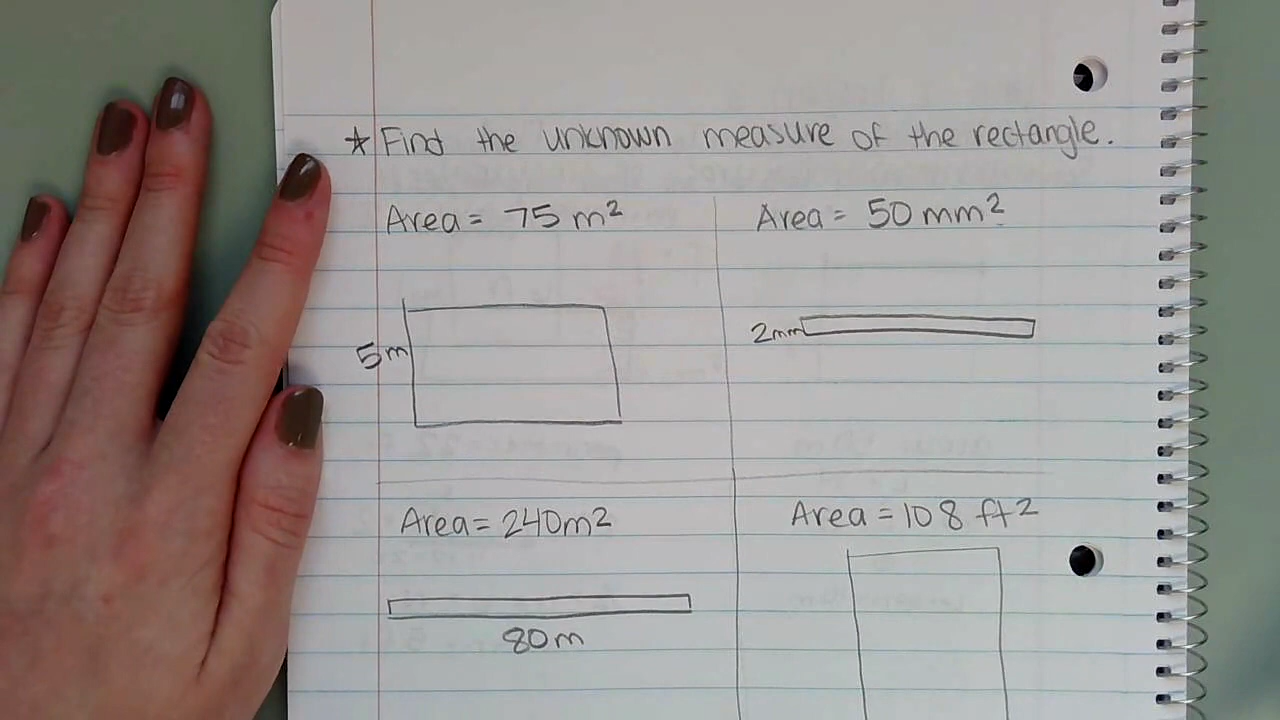 * Find the unknown measure of the rectangle.
Area = 75 m²
Area = 50 mm²
5m
2mm
Area = 240m²
Area = 108 ft²
80m